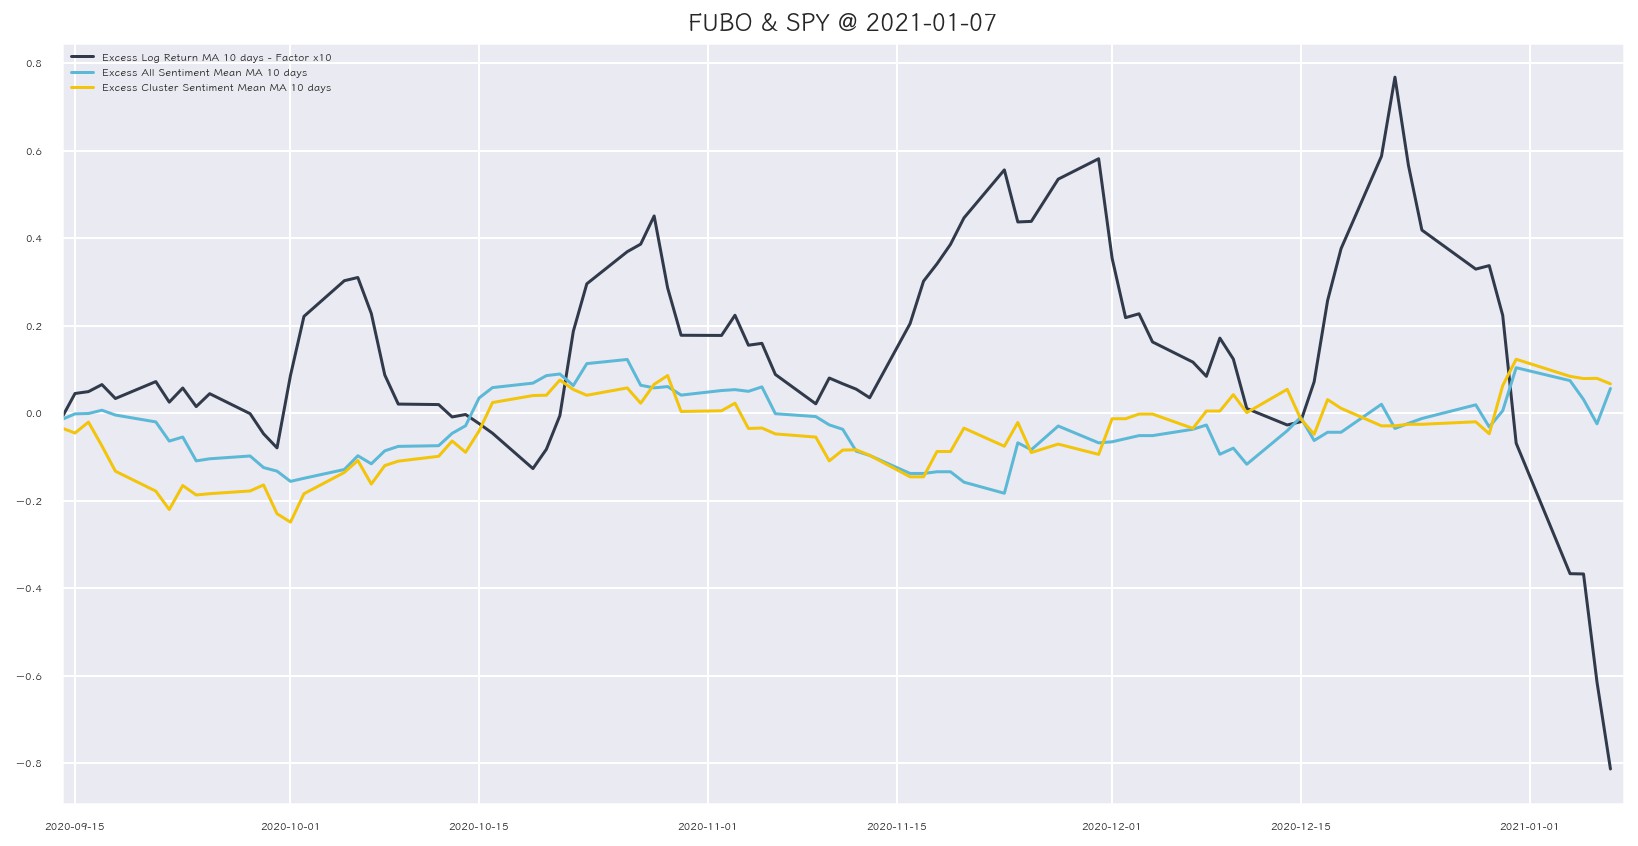 FUBO & SPY @ 2021-01-07
Excess Log Return MA 10 days - Factor x10
Excess All Sentiment Mean MA 10 days
Excess Cluster Sentiment Mean MA 10 days
0.8
0.6
0.4
0.2
0.0
−0.2
−0.4
−0.6
−0.8
2020-09-15 2020-10-01 2020-10-15 2020-11-01 2020-11-15 2020-12-01 2020-12-15 2021-01-01